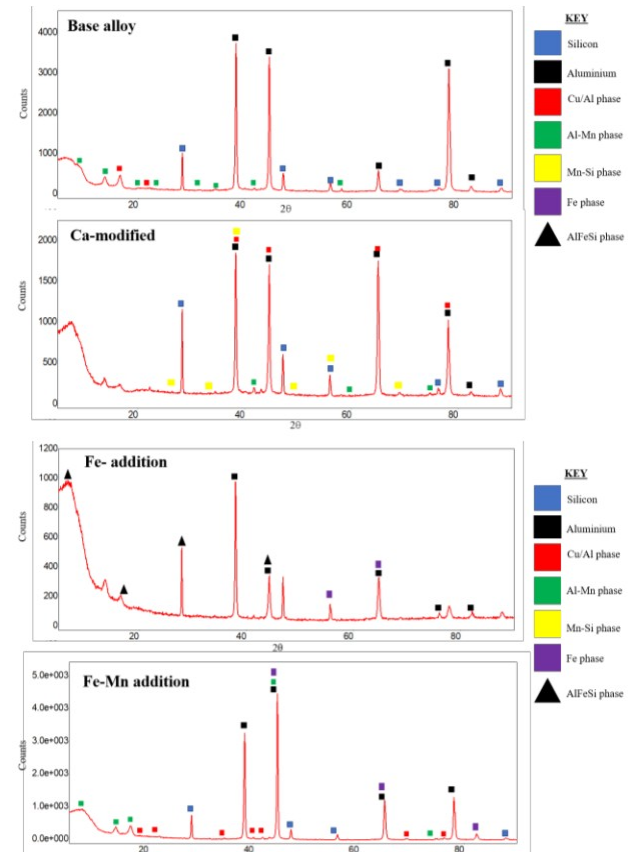 Base alloy
4000
3000
2000
1000
0
Counts
20
40
60
80
2θ
KEY
Silicon
Aluminium
Cu/Al phase
Al-Mn phase
Mn-Si phase
Fe phase
AlFeSi phase
Ca-modified
2000
1500
1000
500
0
Counts
20
40
60
80
2θ
Fe- addition
1200
1000
800
600
400
200
0
Counts
20
40
60
80
2θ
KEY
Silicon
Aluminium
Cu/Al phase
Al-Mn phase
Mn-Si phase
Fe phase
AlFeSi phase
Fe-Mn addition
5.0e+003
4.0e+003
3.0e+003
2.0e+003
1.0e+003
0.0e+000
Counts
20
40
60
80